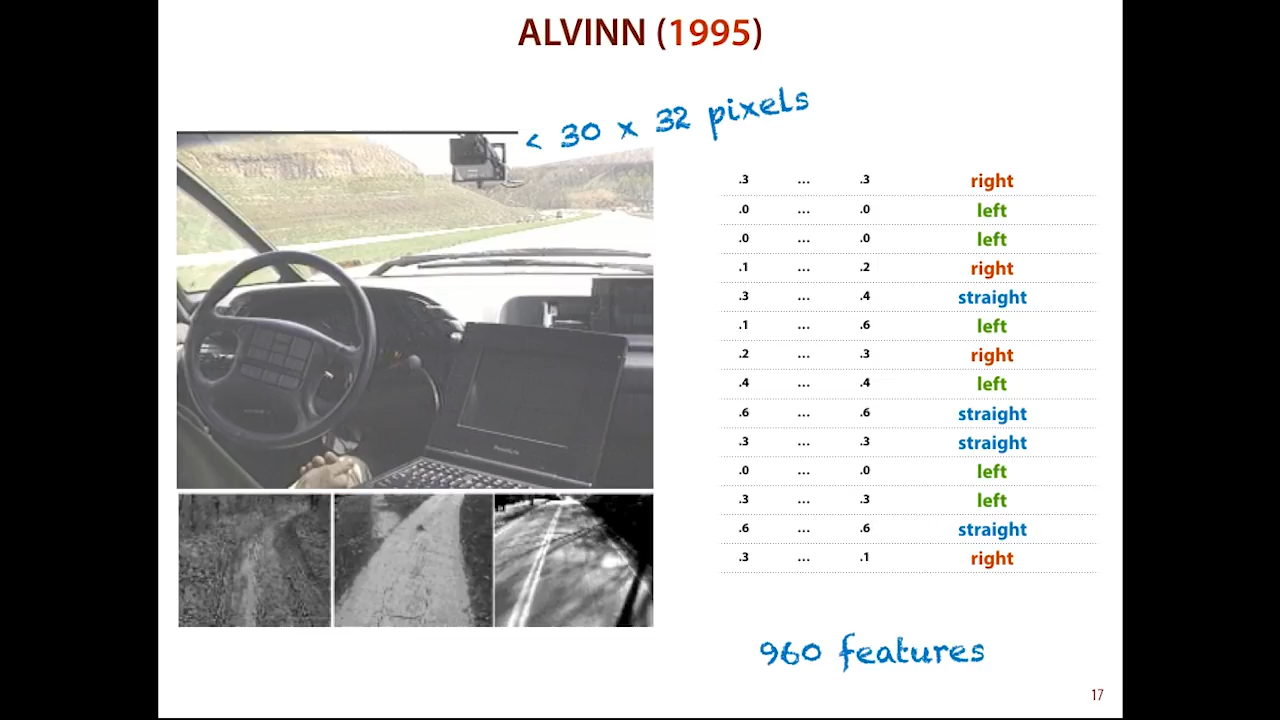 ALVINN (1995)
< 30 x 32 pixels
.3 ... .3 right
.0 ... .0 left
.0 ... .0 left
.1 ... .2 right
.3 ... .4 straight
.1 ... .6 left
.2 ... .3 right
.4 ... .4 left
.6 ... .6 straight
.3 ... .3 straight
.0 ... .0 left
.3 ... .3 left
.6 ... .6 straight
.3 ... .1 right
960 features
17